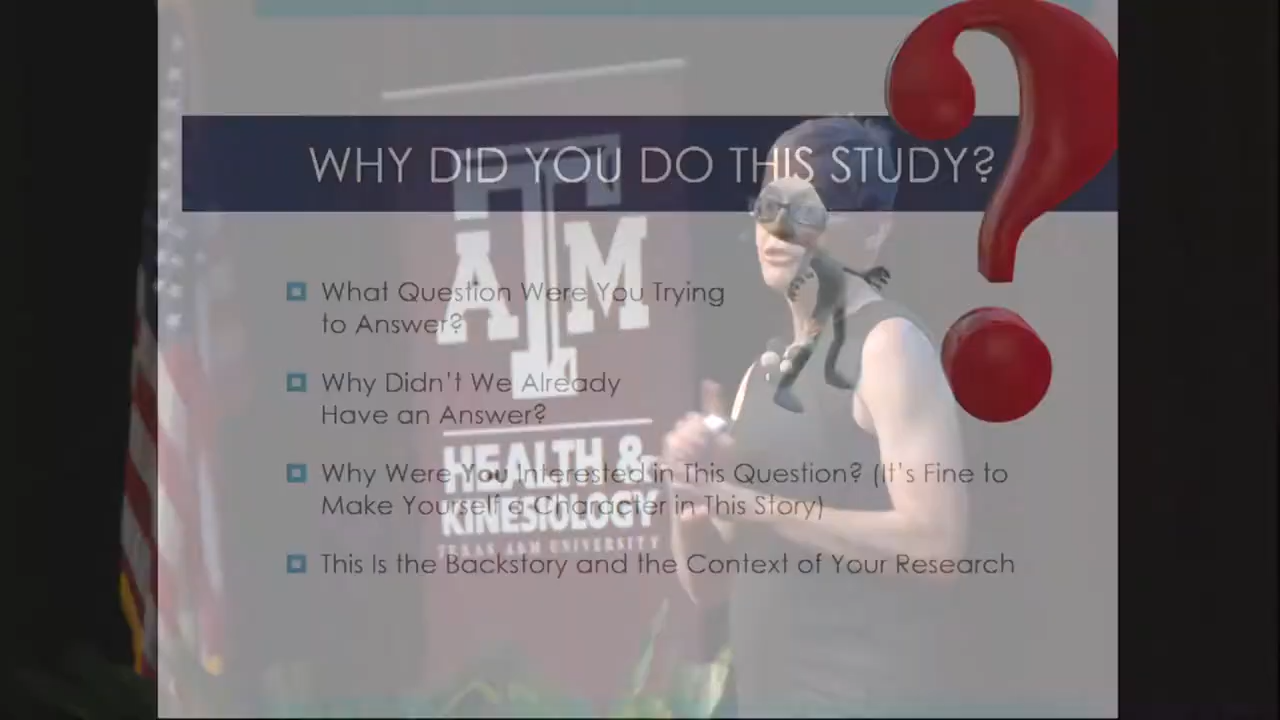 WHY DID YOU DO THIS STUDY?
What Question Were You Trying
to Answer?
Why Didn't We Already
Have an Answer?
Why Were You Interested in This Question? (It's Fine to
Make Yourself a Character in This Story)
This Is the Backstory and the Context of Your Research
ATM
HEALTH &
KINESIOLOGY
TEXAS A&M UNIVERSITY